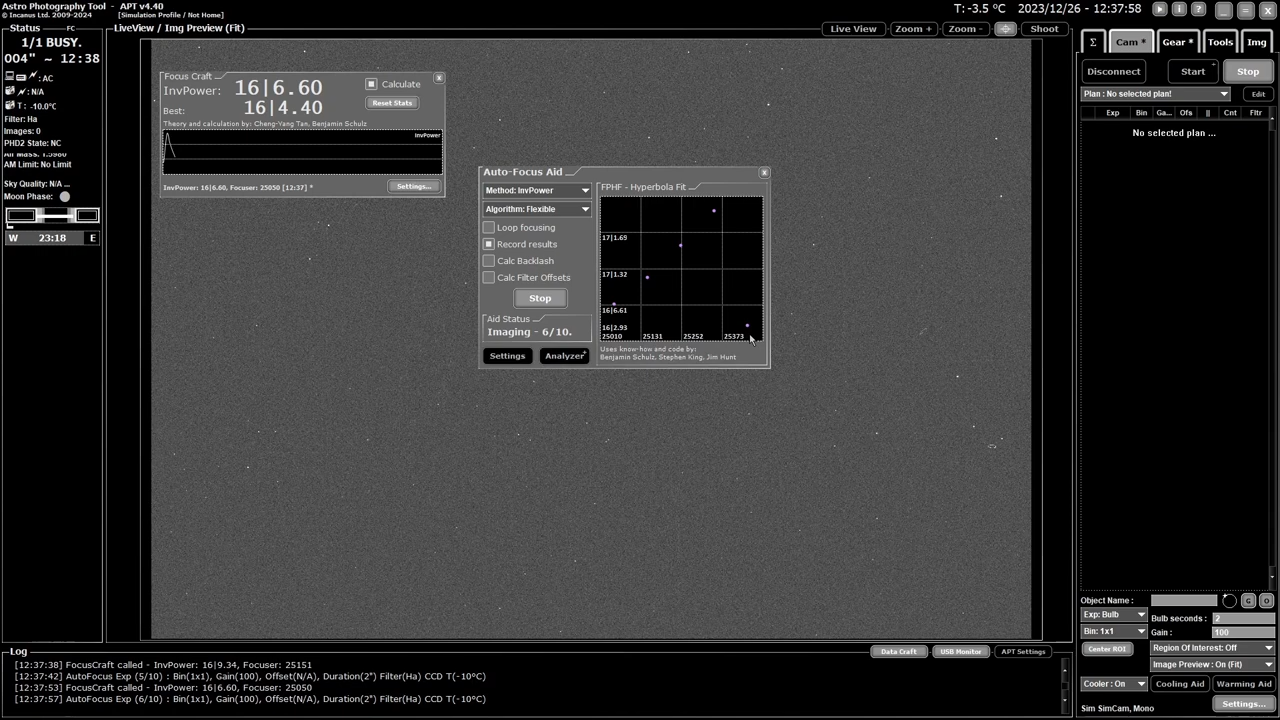 Astro Photography Tool - APT v4.40
© Incanus Ltd. 2009-2024
[Simulation Profile / Not Home]
T: -3.5 °C 2023/12/26 - 12:37:58
Status FC
1/1 BUSY.
004" ~ 12:38
: AC
: N/A
T : -10.0°C
Filter: Ha
Images: 0
PHD2 State: NC
Air Mass: 1.5980
AM Limit: No Limit
Sky Quality: N/A ...
Moon Phase:
W 23:18 E
LiveView / Img Preview (Fit)
Live View Zoom + Zoom - Shoot
Focus Craft
InvPower: 16|6.60
Best: 16|4.40
Calculate
Reset Stats
Theory and calculation by: Cheng-Yang Tan, Benjamin Schulz
InvPower
InvPower: 16|6.60, Focuser: 25050 [12:37] *
Settings...
Auto-Focus Aid
Method: InvPower
Algorithm: Flexible
Loop focusing
Record results
Calc Backlash
Calc Filter Offsets
Stop
Aid Status
Imaging - 6/10.
Settings Analyzer+
FPHF - Hyperbola Fit
17|1.69
17|1.32
16|6.61
16|2.93
25010 25131 25252 25373
Uses know-how and code by:
Benjamin Schulz, Stephen King, Jim Hunt
Σ Cam * Gear * Tools Img
Disconnect Start + Stop
Plan : No selected plan! Edit
Exp Bin Ga... Ofs || Cnt Fltr
No selected plan ...
Object Name : G O
Exp: Bulb Bulb seconds : 2
Bin: 1x1 Gain : 100
Center ROI Region Of Interest: Off
Image Preview : On (Fit)
Cooler : On Cooling Aid Warming Aid
Sim SimCam, Mono Settings...
Log
Data Craft USB Monitor APT Settings
[12:37:38] FocusCraft called - InvPower: 16|9.34, Focuser: 25151
[12:37:42] AutoFocus Exp (5/10) : Bin(1x1), Gain(100), Offset(N/A), Duration(2") Filter(Ha) CCD T(-10°C)
[12:37:53] FocusCraft called - InvPower: 16|6.60, Focuser: 25050
[12:37:57] AutoFocus Exp (6/10) : Bin(1x1), Gain(100), Offset(N/A), Duration(2") Filter(Ha) CCD T(-10°C)